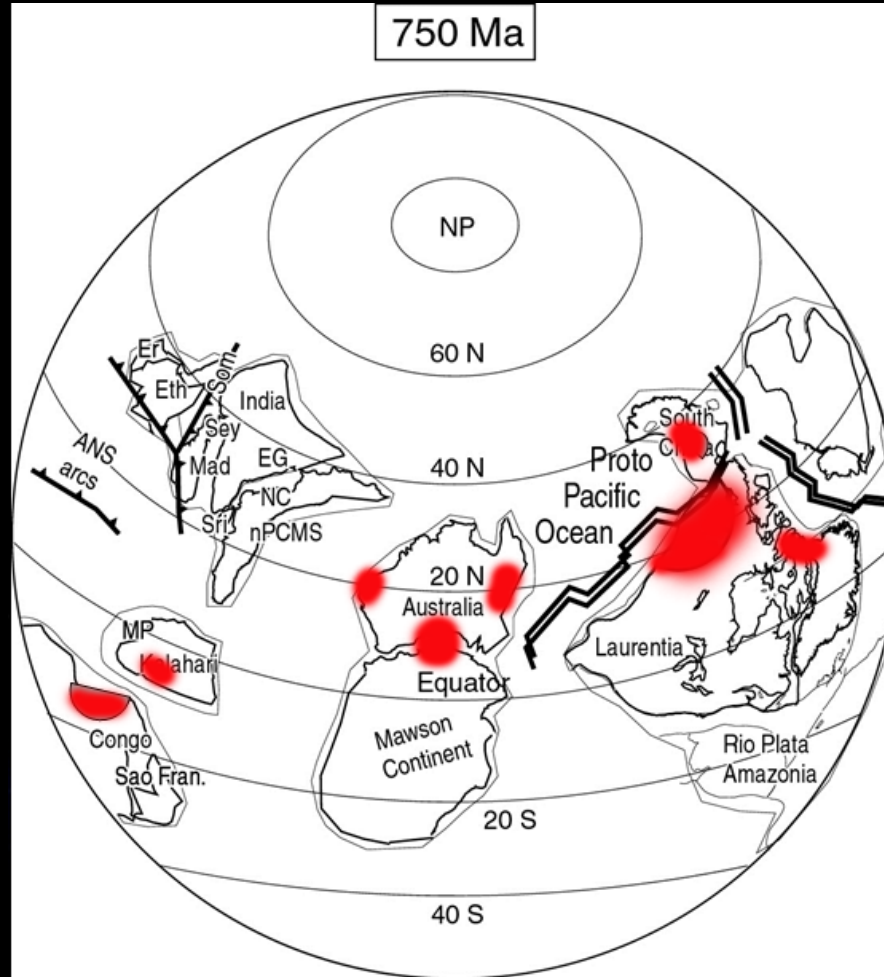 750 Ma
NP
60 N
Er
Eth
Som
India
Sey
Mad
EG
NC
Sri
nPCMS
ANS
arcs
40 N
South
Proto
Pacific
Ocean
20 N
Australia
MP
Kalahari
Laurentia
Equator
Congo
Sao Fran.
Mawson
Continent
Rio Plata
Amazonia
20 S
40 S